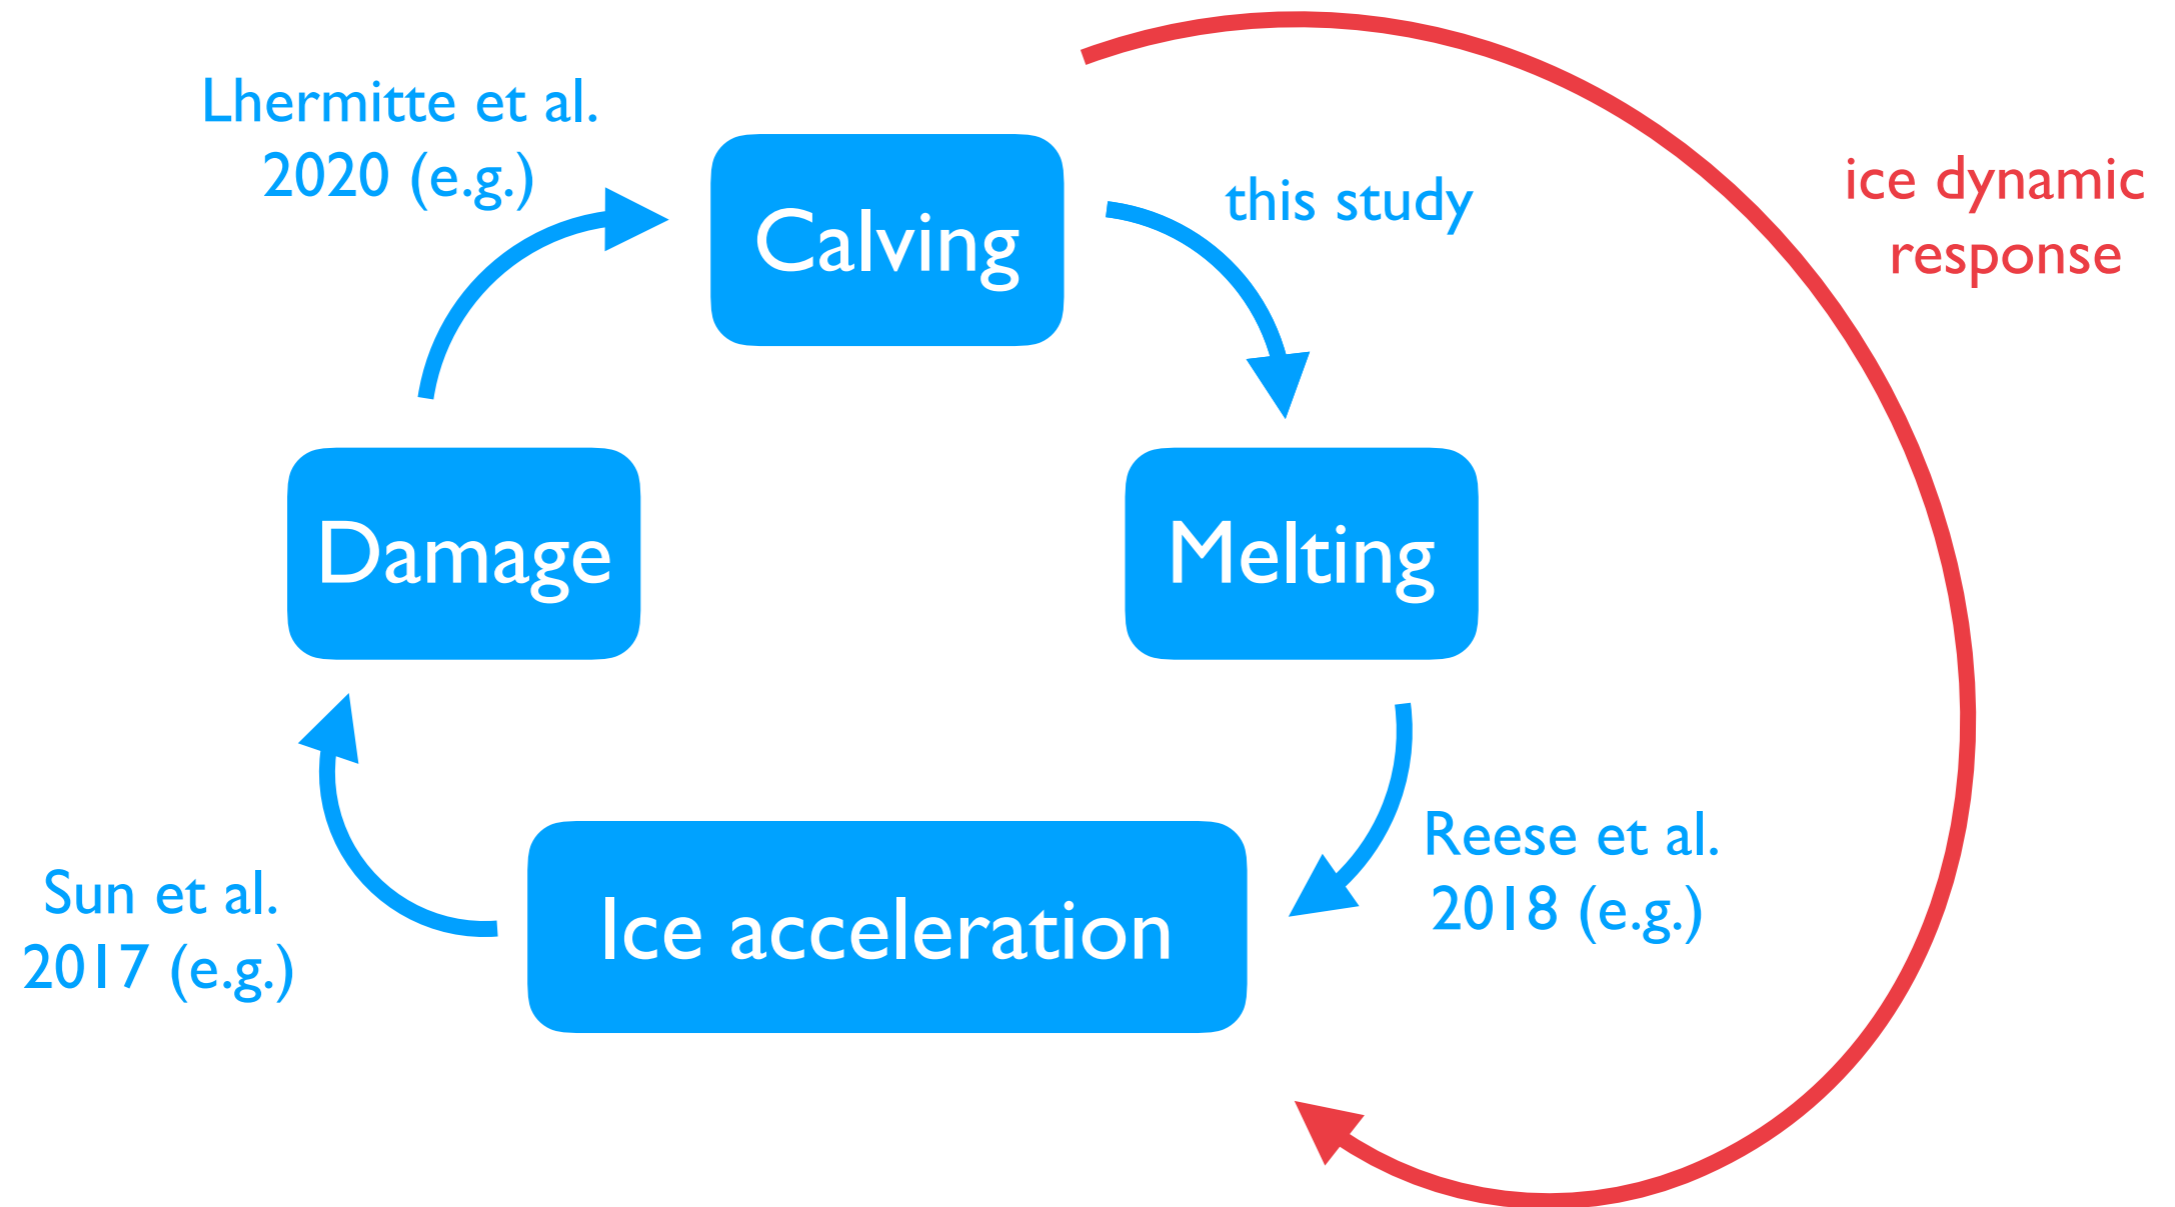 Lhermitte et al.
2020 (e.g.)
Calving
this study
ice dynamic
response
Damage
Melting
Sun et al.
2017 (e.g.)
Ice acceleration
Reese et al.
2018 (e.g.)